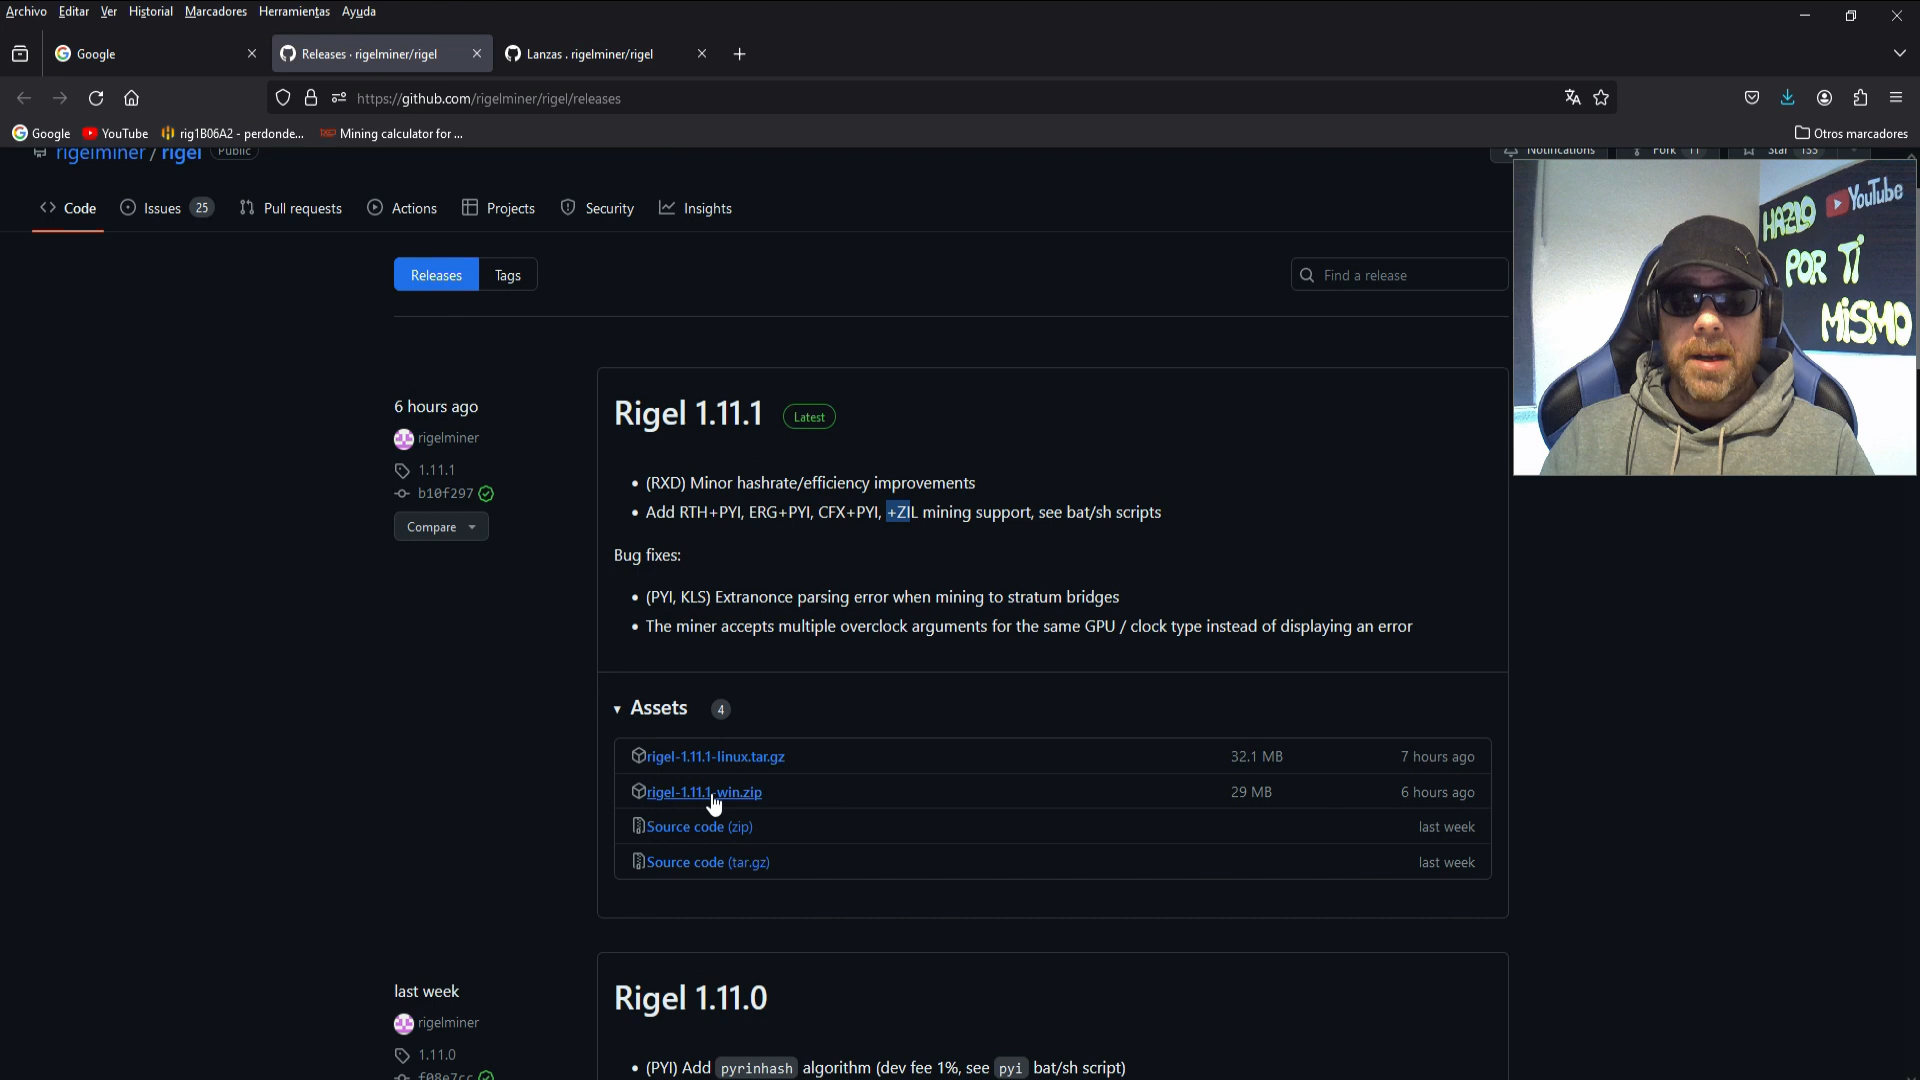 Archivo Editar Ver Historial Marcadores Herramientas Ayuda
Google
Releases · rigelminer/rigel
Lanzas . rigelminer/rigel
https://github.com/rigelminer/rigel/releases
Google YouTube rig1B06A2 - perdonde... Mining calculator for ... Otros marcadores
rigelminer / rigel Public
Notifications Fork 11 Star 133
Code Issues 25 Pull requests Actions Projects Security Insights
Releases Tags Find a release
6 hours ago
rigelminer
1.11.1
b10f297
Compare
Rigel 1.11.1 Latest
• (RXD) Minor hashrate/efficiency improvements
• Add RTH+PYI, ERG+PYI, CFX+PYI, +ZIL mining support, see bat/sh scripts
Bug fixes:
• (PYI, KLS) Extranonce parsing error when mining to stratum bridges
• The miner accepts multiple overclock arguments for the same GPU / clock type instead of displaying an error
Assets 4
rigel-1.11.1-linux.tar.gz 32.1 MB 7 hours ago
rigel-1.11.1-win.zip 29 MB 6 hours ago
Source code (zip) last week
Source code (tar.gz) last week
last week
rigelminer
1.11.0
f08e7cc
Rigel 1.11.0
• (PYI) Add pyrinhash algorithm (dev fee 1%, see pyi bat/sh script)
YouTube
HAZLO
POR TI
MiSMO